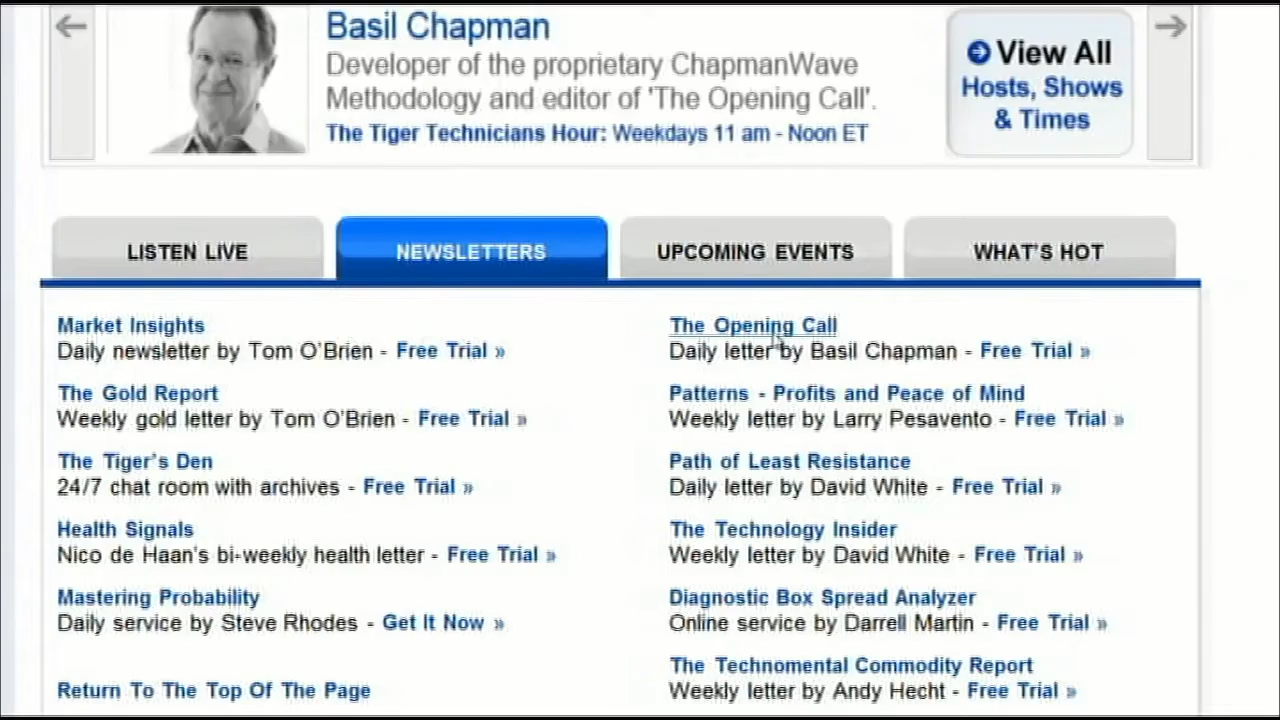 Basil Chapman
Developer of the proprietary ChapmanWave
Methodology and editor of 'The Opening Call'.
The Tiger Technicians Hour: Weekdays 11 am - Noon ET
View All
Hosts, Shows
& Times
LISTEN LIVE
NEWSLETTERS
UPCOMING EVENTS
WHAT'S HOT
Market Insights
Daily newsletter by Tom O'Brien - Free Trial »
The Gold Report
Weekly gold letter by Tom O'Brien - Free Trial »
The Tiger's Den
24/7 chat room with archives - Free Trial »
Health Signals
Nico de Haan's bi-weekly health letter - Free Trial »
Mastering Probability
Daily service by Steve Rhodes - Get It Now »
Return To The Top Of The Page
The Opening Call
Daily letter by Basil Chapman - Free Trial »
Patterns - Profits and Peace of Mind
Weekly letter by Larry Pesavento - Free Trial »
Path of Least Resistance
Daily letter by David White - Free Trial »
The Technology Insider
Weekly letter by David White - Free Trial »
Diagnostic Box Spread Analyzer
Online service by Darrell Martin - Free Trial »
The Technomental Commodity Report
Weekly letter by Andy Hecht - Free Trial »